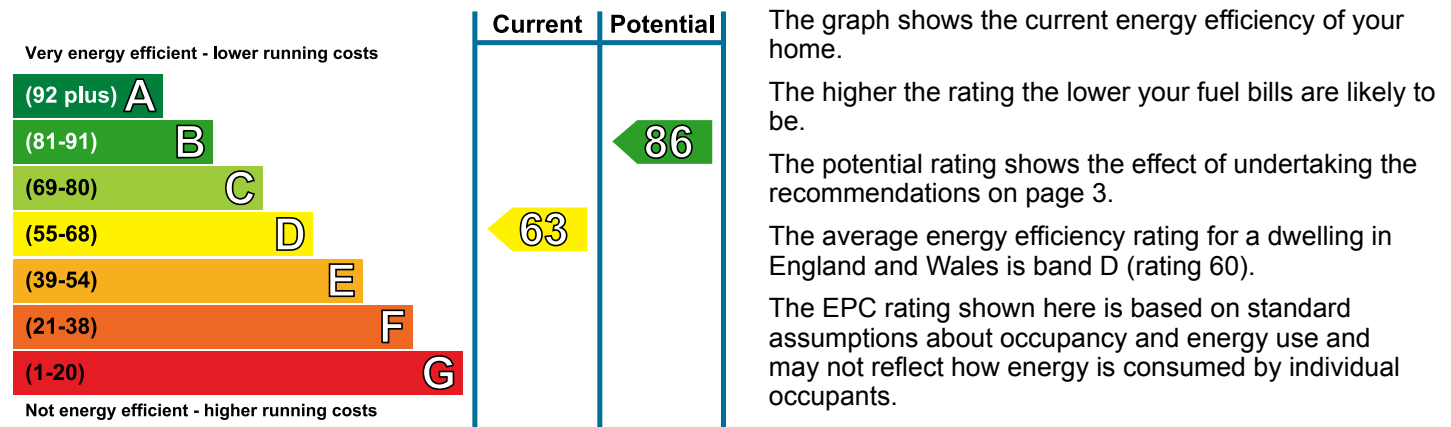 Current Potential
Very energy efficient - lower running costs
(92 plus) A
(81-91) B
86
(69-80) C
(55-68) D
63
(39-54) E
(21-38) F
(1-20) G
Not energy efficient - higher running costs
The graph shows the current energy efficiency of your
home.
The higher the rating the lower your fuel bills are likely to
be.
The potential rating shows the effect of undertaking the
recommendations on page 3.
The average energy efficiency rating for a dwelling in
England and Wales is band D (rating 60).
The EPC rating shown here is based on standard
assumptions about occupancy and energy use and
may not reflect how energy is consumed by individual
occupants.